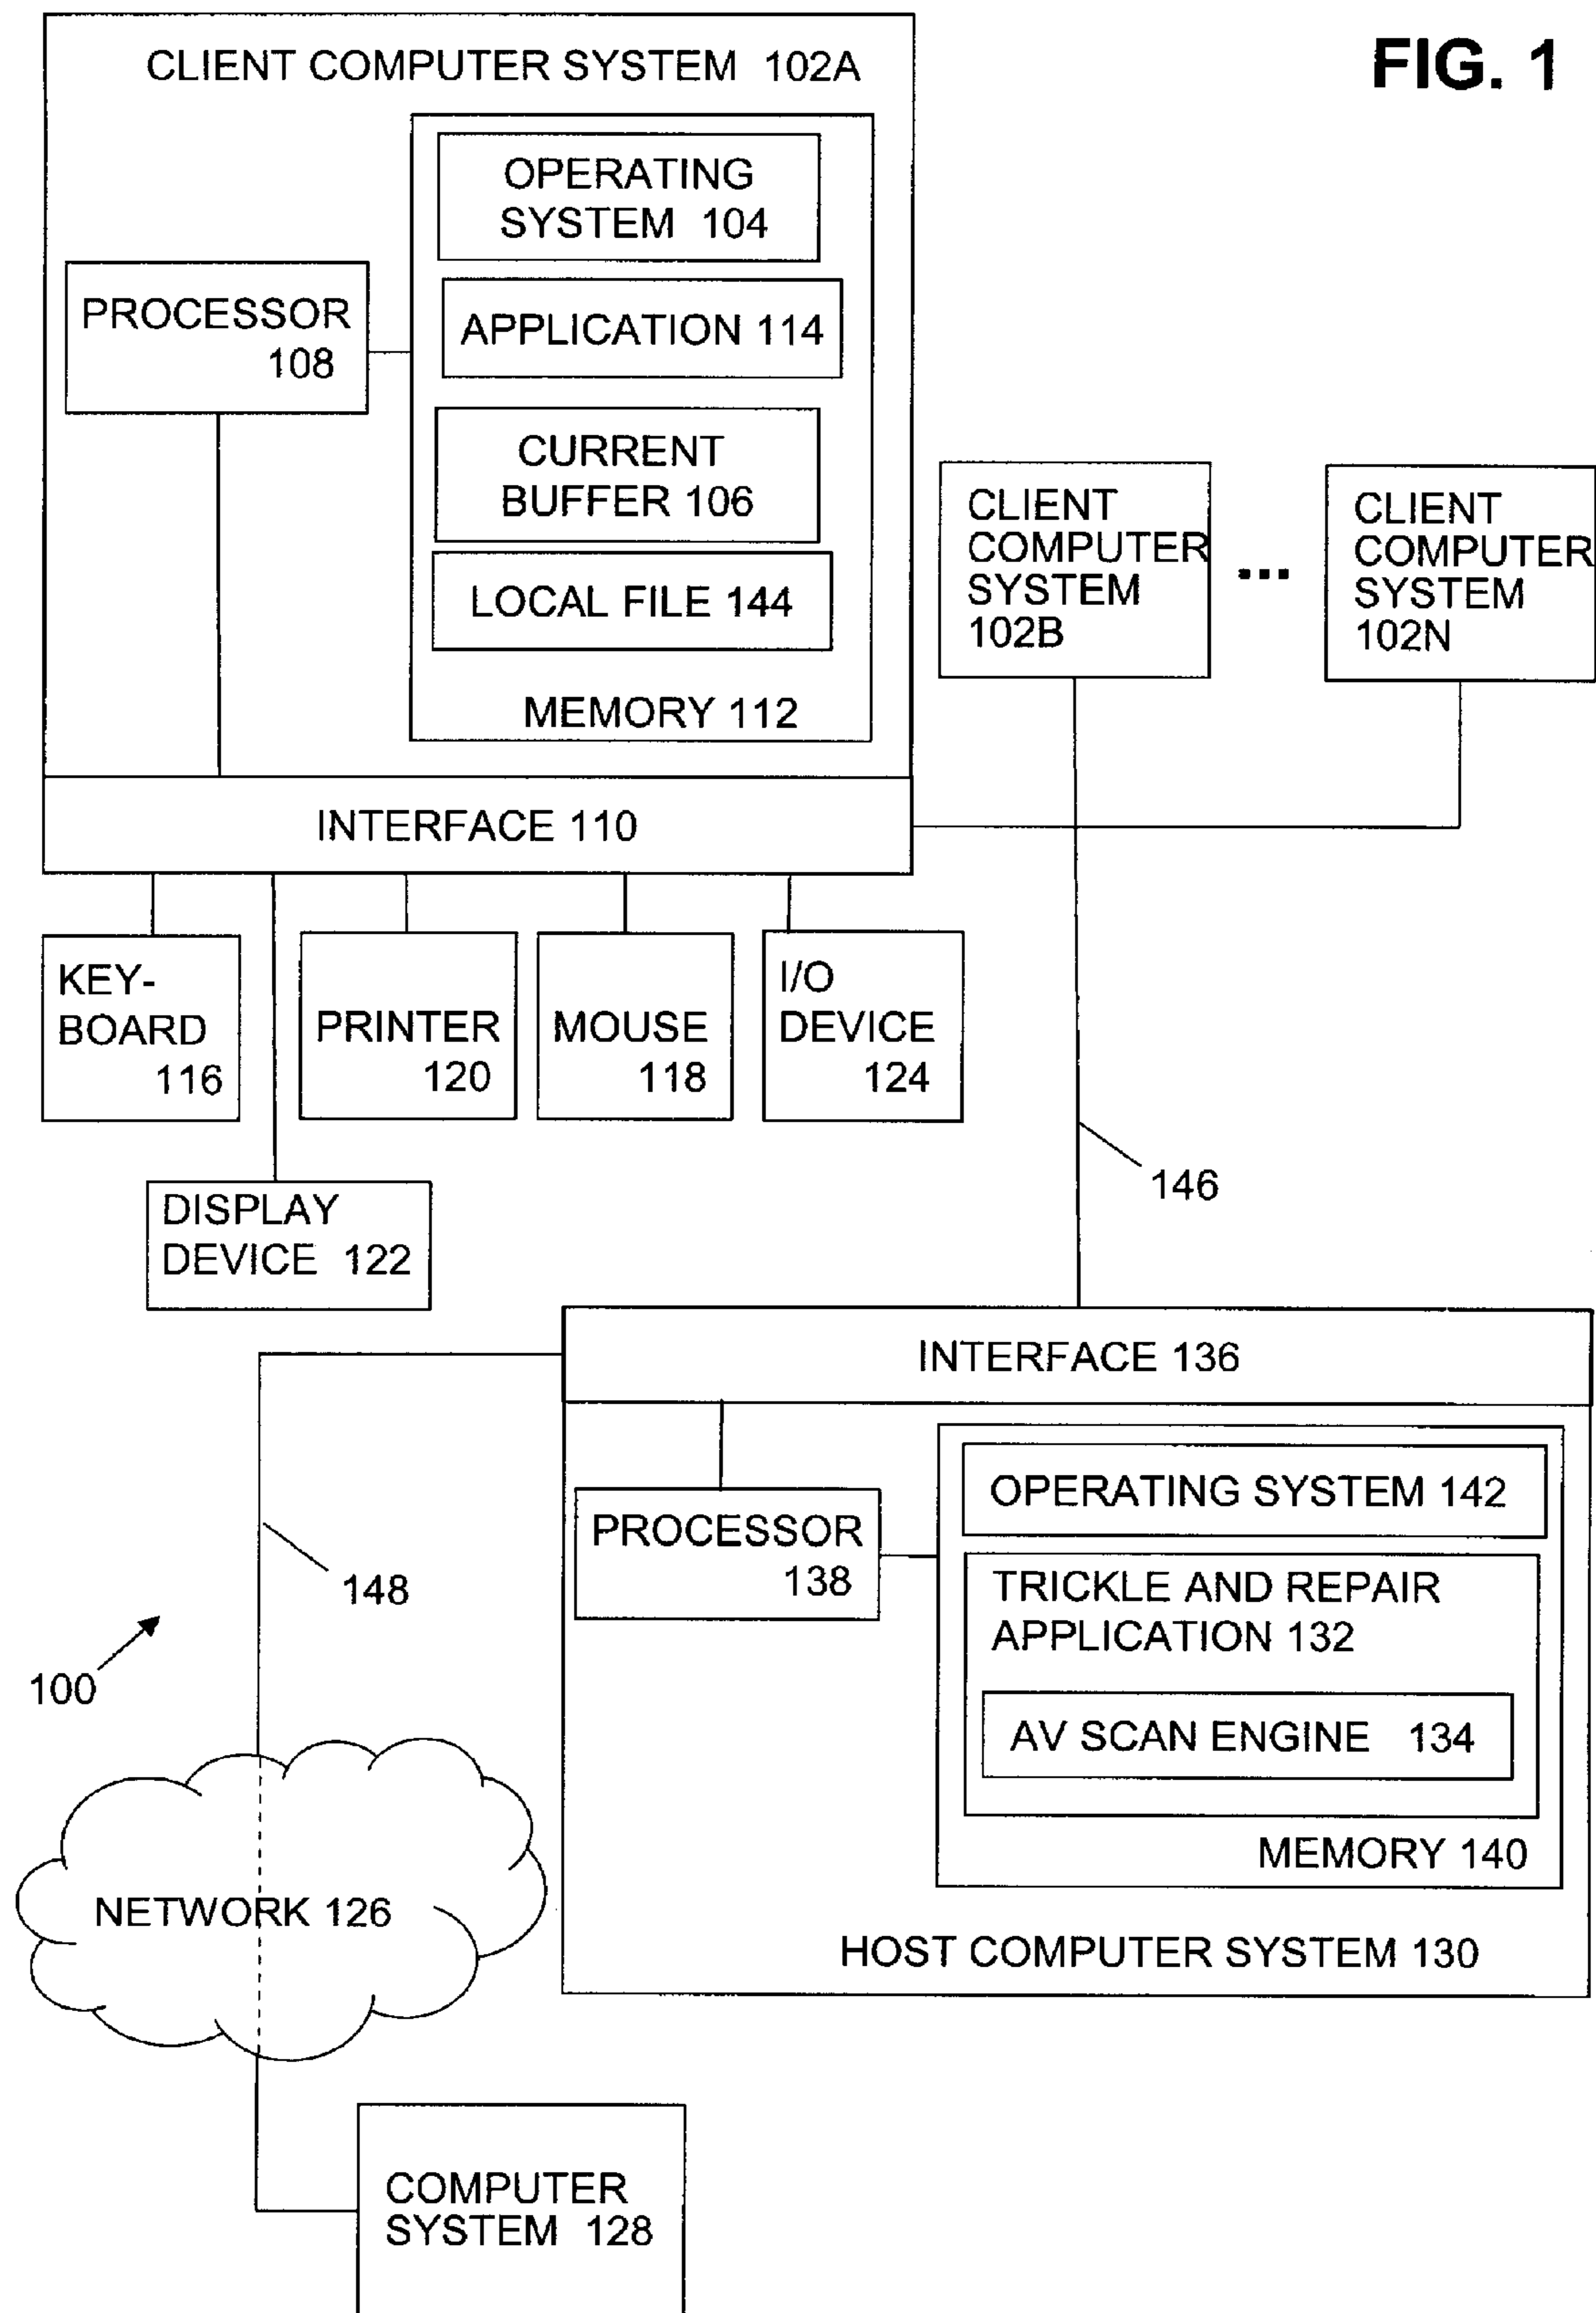 FIG. 1
CLIENT COMPUTER SYSTEM 102A
OPERATING
SYSTEM 104
PROCESSOR
108
APPLICATION 114
CURRENT
BUFFER 106
LOCAL FILE 144
MEMORY 112
CLIENT
COMPUTER
SYSTEM
102B
...
CLIENT
COMPUTER
SYSTEM
102N
INTERFACE 110
KEY-
BOARD
116
PRINTER
120
MOUSE
118
I/O
DEVICE
124
DISPLAY
DEVICE 122
146
INTERFACE 136
PROCESSOR
138
OPERATING SYSTEM 142
TRICKLE AND REPAIR
APPLICATION 132
AV SCAN ENGINE 134
MEMORY 140
HOST COMPUTER SYSTEM 130
148
100
NETWORK 126
COMPUTER
SYSTEM 128